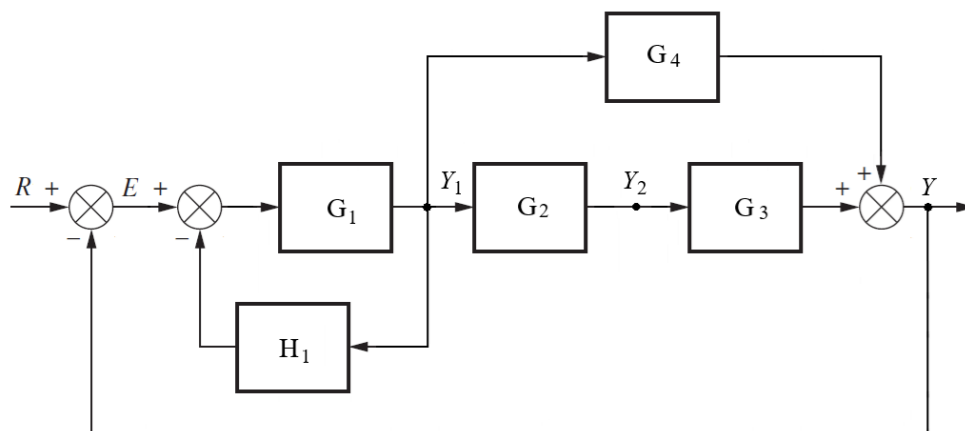 G₄
R + E + G₁ Y₁ G₂ Y₂ G₃ + + Y
− −
H₁